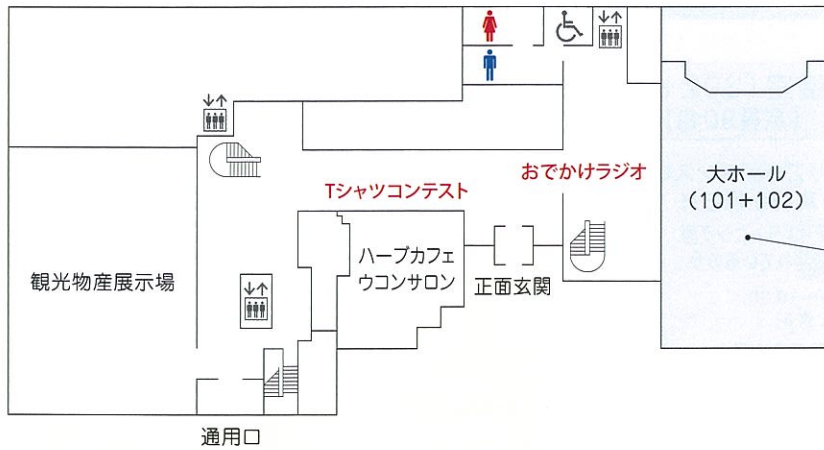 おでかけラジオ
Tシャツコンテスト
大ホール
(101+102)
観光物産展示場
ハーブカフェ
ウコンサロン
正面玄関
通用口